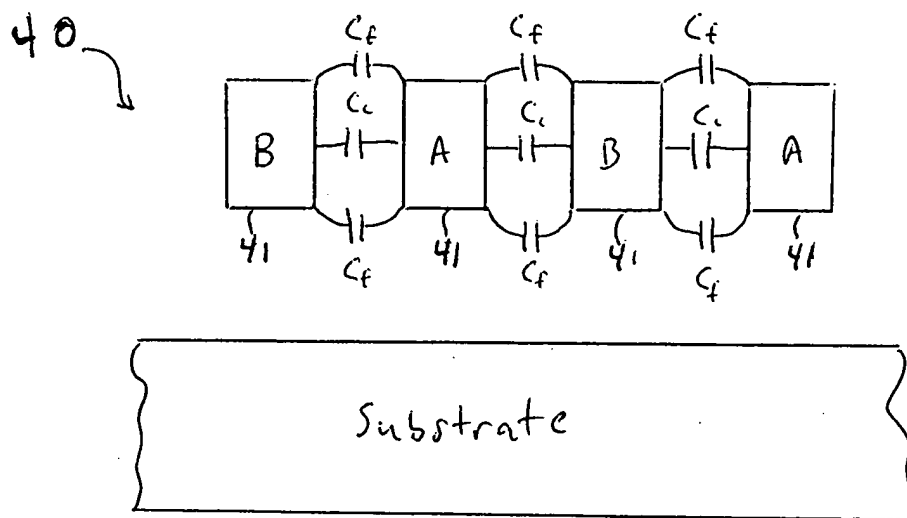 40
Cf Cf Cf
Cc Cc Cc
B A B A
41 41 41 41
Cf Cf Cf
Substrate